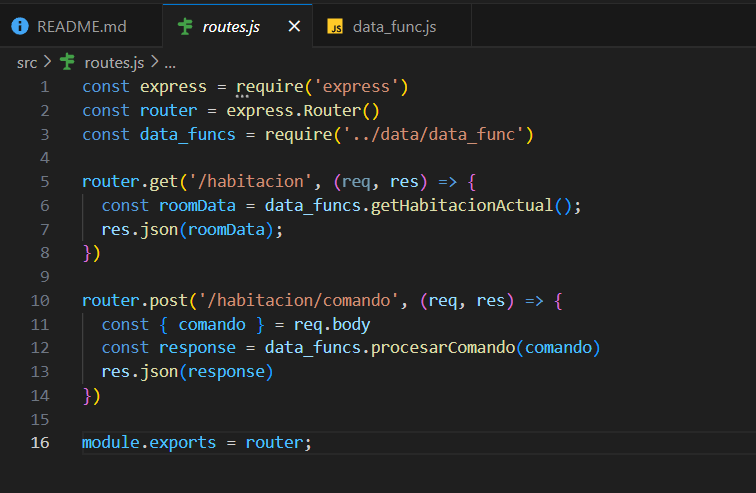 README.md routes.js data_func.js
src > routes.js > ...
1 const express = require('express')
2 const router = express.Router()
3 const data_funcs = require('../data/data_func')
4
5 router.get('/habitacion', (req, res) => {
6 const roomData = data_funcs.getHabitacionActual();
7 res.json(roomData);
8 })
9
10 router.post('/habitacion/comando', (req, res) => {
11 const { comando } = req.body
12 const response = data_funcs.procesarComando(comando)
13 res.json(response)
14 })
15
16 module.exports = router;